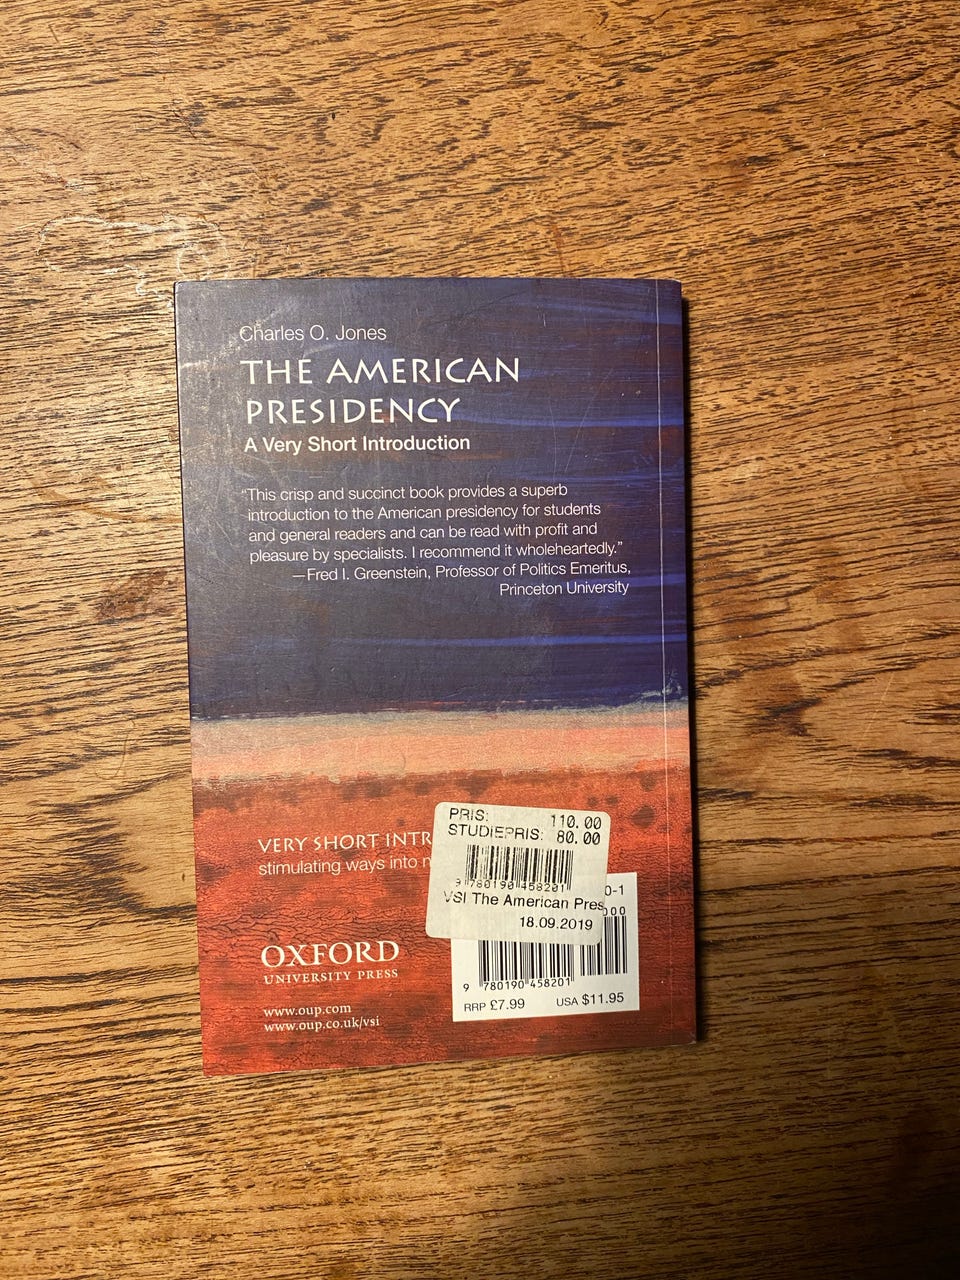 Charles O. Jones
THE AMERICAN
PRESIDENCY
A Very Short Introduction
“This crisp and succinct book provides a superb
introduction to the American presidency for students
and general readers and can be read with profit and
pleasure by specialists. I recommend it wholeheartedly.”
—Fred I. Greenstein, Professor of Politics Emeritus,
Princeton University
VERY SHORT INTR
stimulating ways into n
PRIS: 110.00
STUDIEPRIS: 80.00
9 780190 458201
VSI The American Pres
18.09.2019
0-1
000
9 780190 458201
RRP £7.99 USA $11.95
OXFORD
UNIVERSITY PRESS
www.oup.com
www.oup.co.uk/vsi